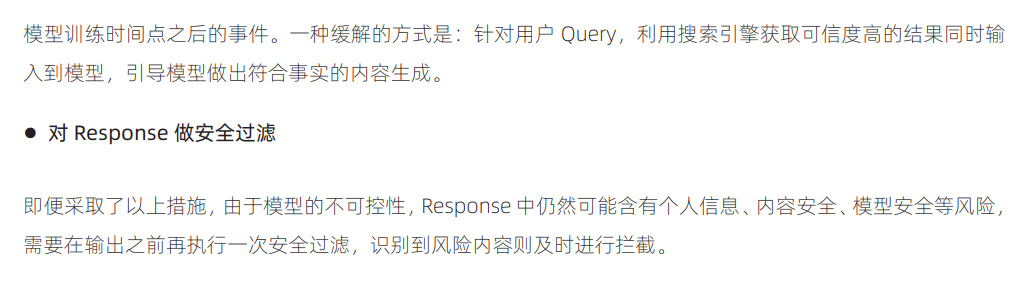 模型训练时间点之后的事件。一种缓解的方式是：针对用户 Query，利用搜索引擎获取可信度高的结果同时输
入到模型，引导模型做出符合事实的内容生成。
● 对 Response 做安全过滤
即便采取了以上措施，由于模型的不可控性，Response 中仍然可能含有个人信息、内容安全、模型安全等风险，
需要在输出之前再执行一次安全过滤，识别到风险内容则及时进行拦截。